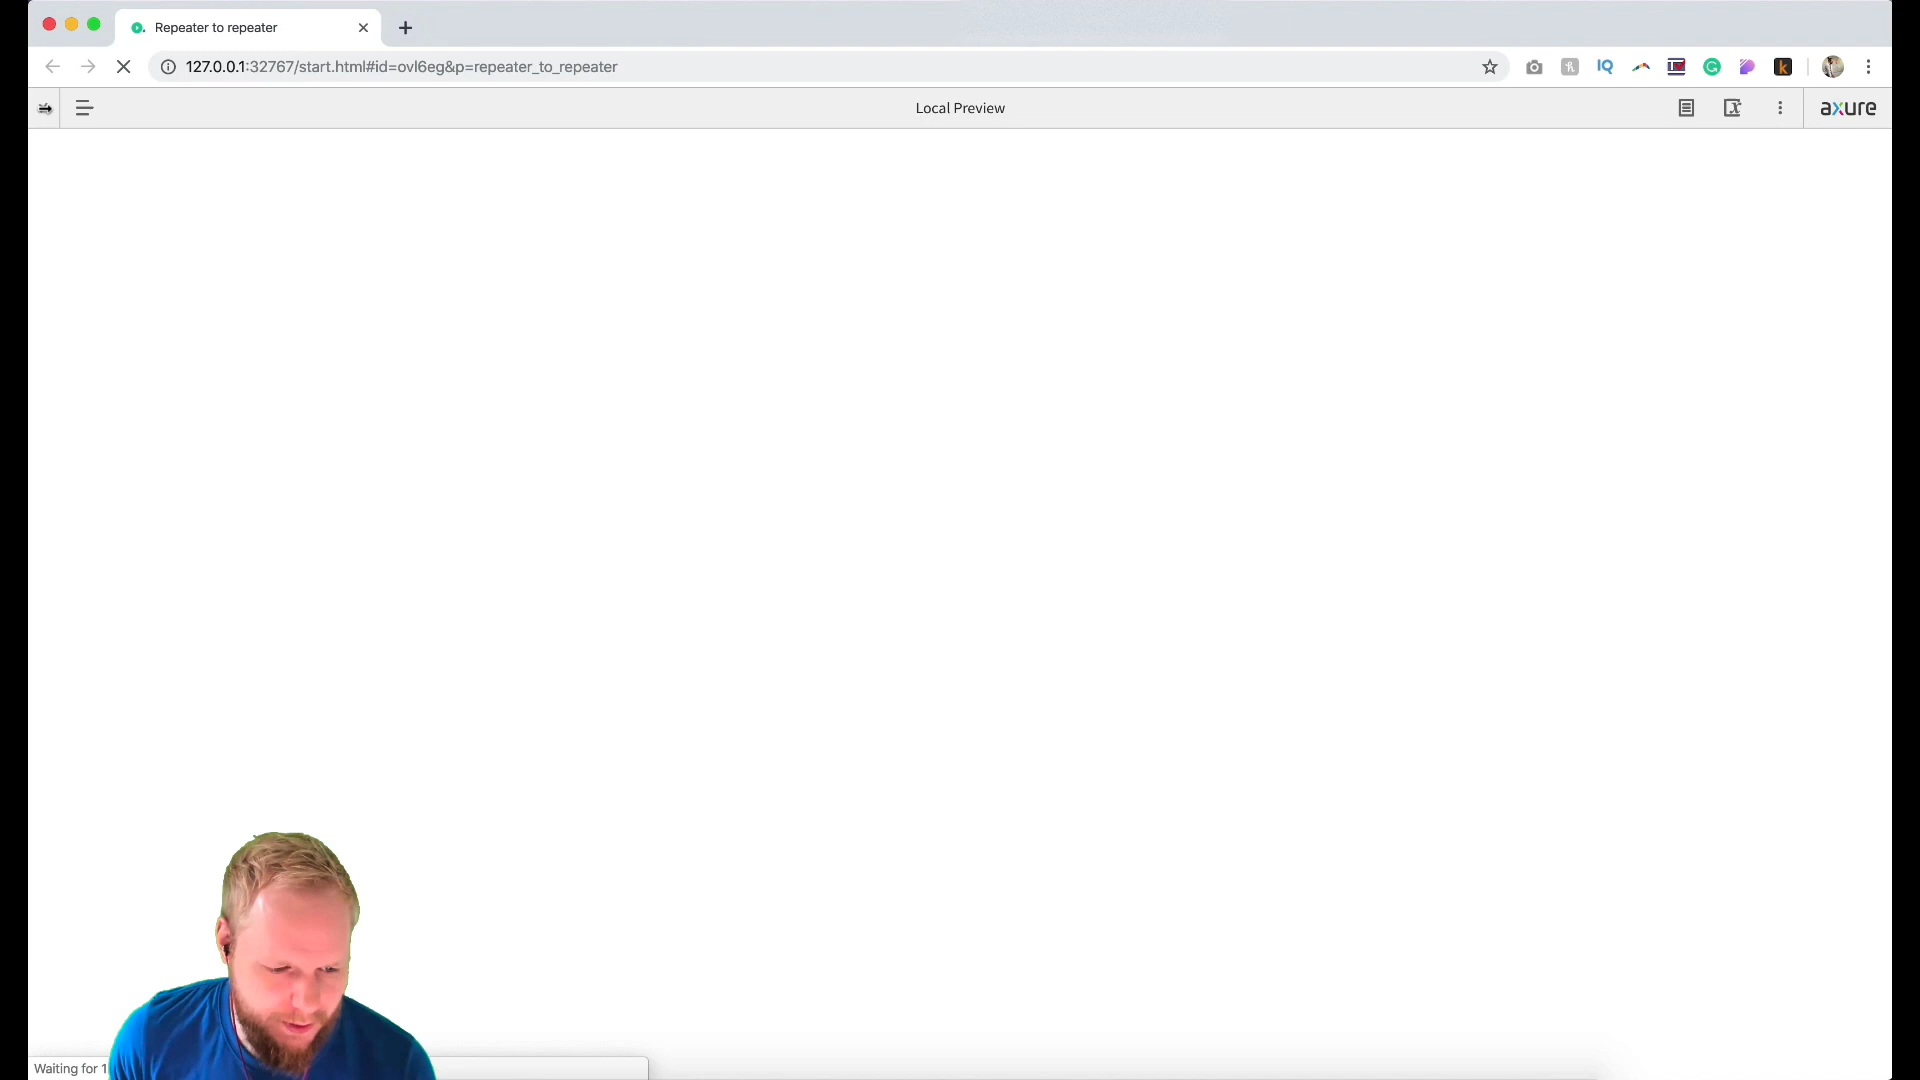 Repeater to repeater
127.0.0.1:32767/start.html#id=ovl6eg&p=repeater_to_repeater
Local Preview
axure
Waiting for 1